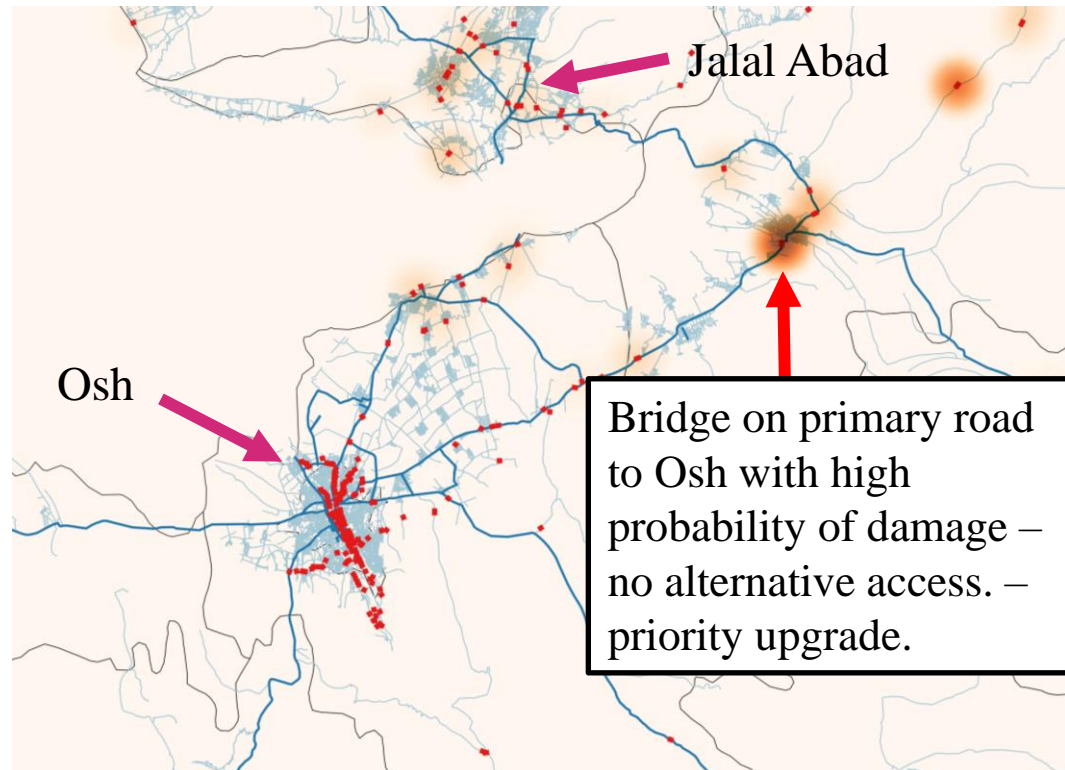 Jalal Abad
Osh
Bridge on primary road
to Osh with high
probability of damage –
no alternative access. –
priority upgrade.